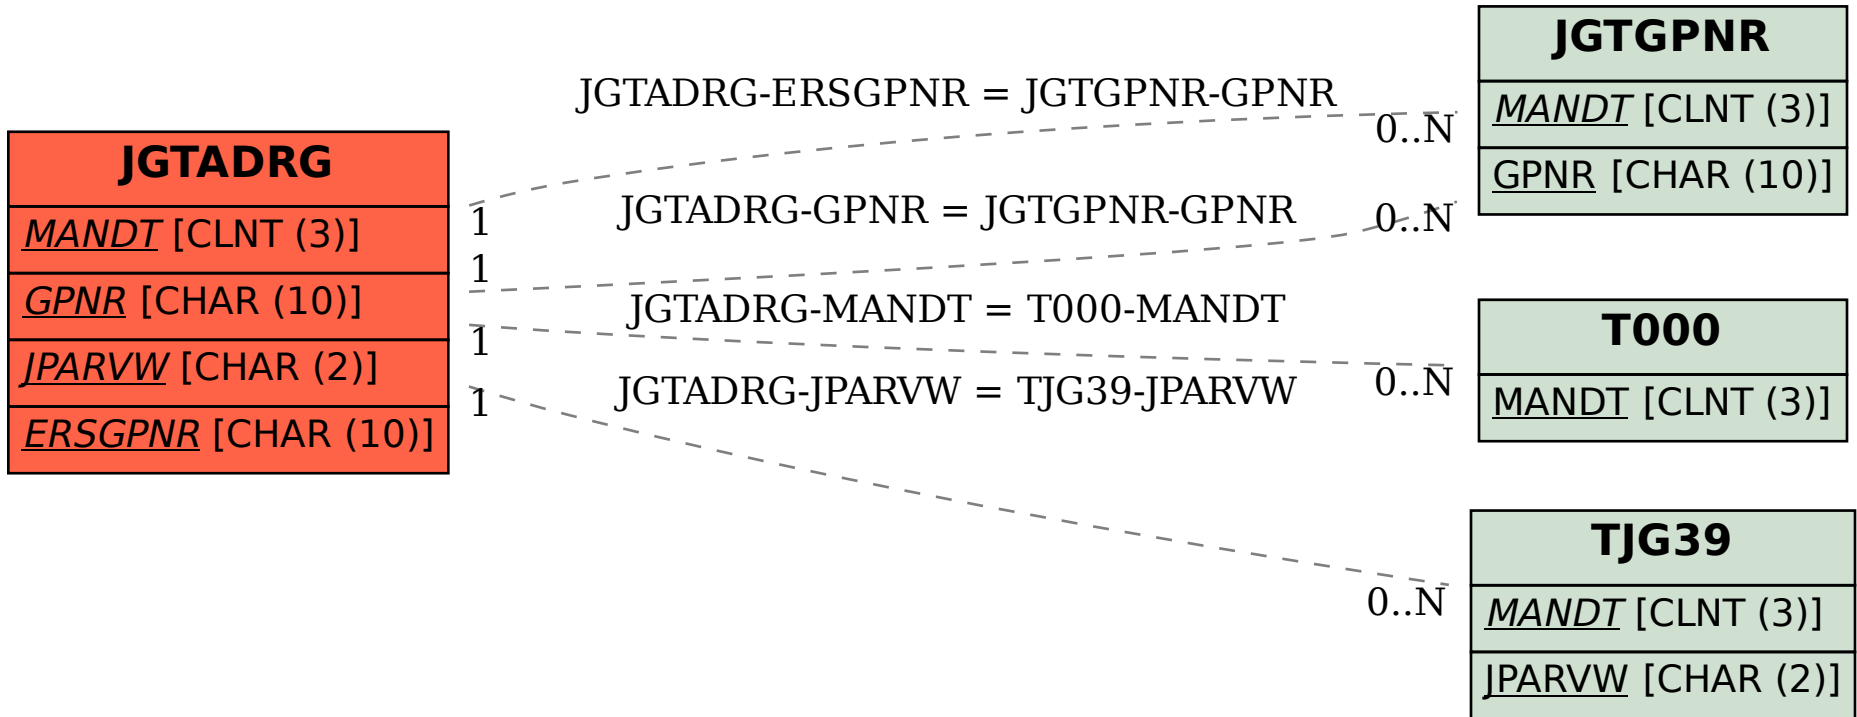 JGTADRG
MANDT [CLNT (3)]
GPNR [CHAR (10)]
JPARVW [CHAR (2)]
ERSGPNR [CHAR (10)]
JGTADRG-ERSGPNR = JGTGPNR-GPNR
1
0..N
JGTADRG-GPNR = JGTGPNR-GPNR
1
0..N
JGTADRG-MANDT = T000-MANDT
1
0..N
JGTADRG-JPARVW = TJG39-JPARVW
1
0..N
JGTGPNR
MANDT [CLNT (3)]
GPNR [CHAR (10)]
T000
MANDT [CLNT (3)]
TJG39
MANDT [CLNT (3)]
JPARVW [CHAR (2)]